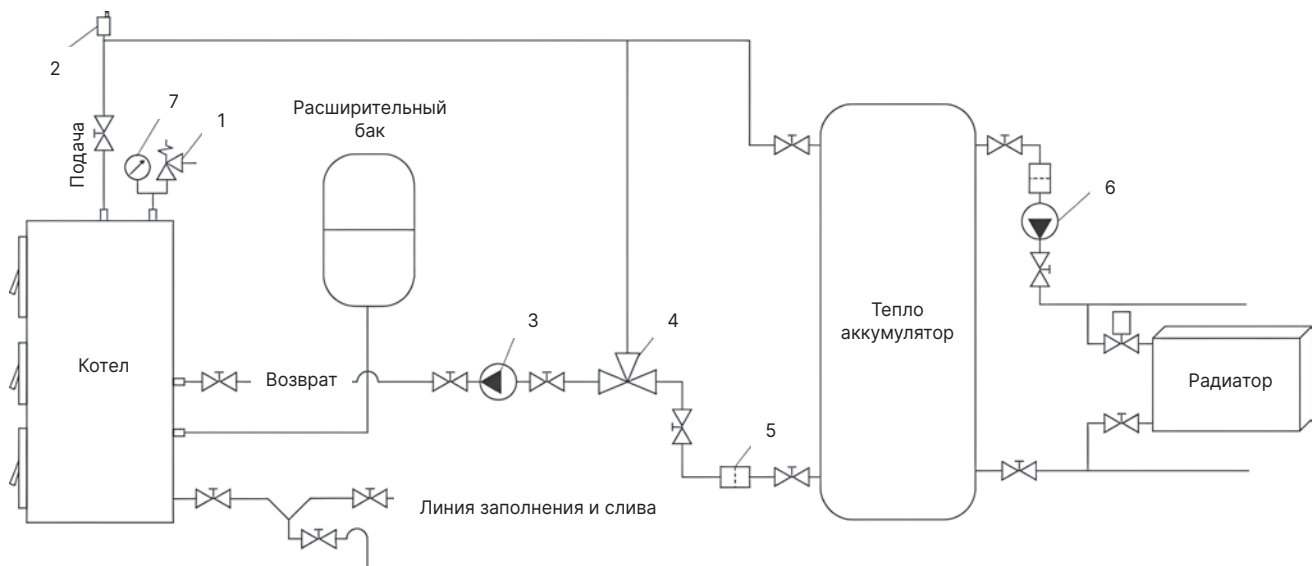 2
7
1
Подача
Расширительный
бак
6
Тепло
аккумулятор
3
4
Котел
Возврат
Радиатор
5
Линия заполнения и слива